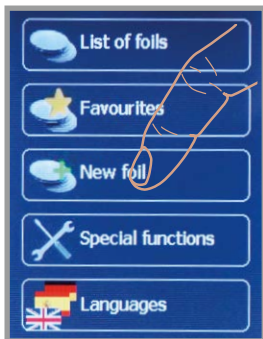 List of foils
Favourites
New foil
Special functions
Languages